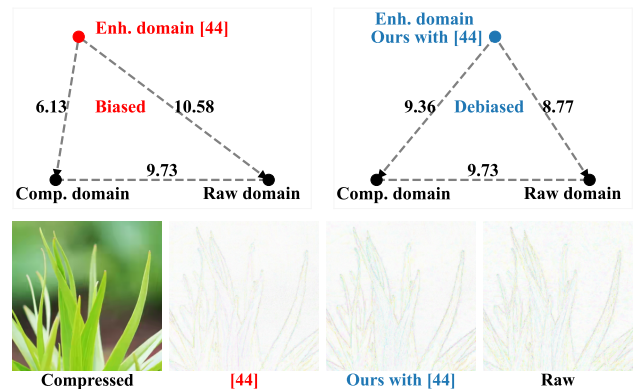 Enh. domain [44]
6.13
Biased
10.58
9.73
Comp. domain
Raw domain
Enh. domain
Ours with [44]
9.36
Debiased
8.77
9.73
Comp. domain
Raw domain
Compressed
[44]
Ours with [44]
Raw